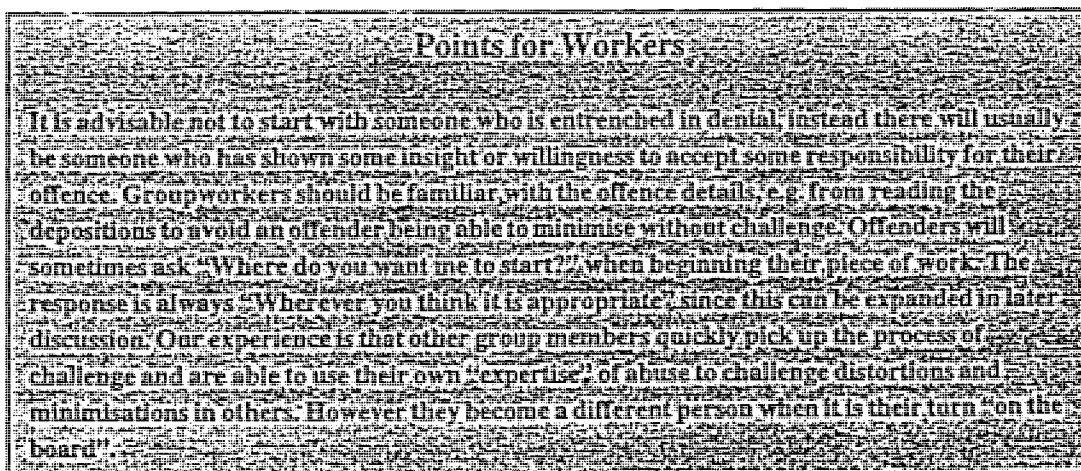 Points for Workers
It is advisable not to start with someone who is entrenched in denial, instead there will usually
be someone who has shown some insight or willingness to accept some responsibility for their
offence. Groupworkers should be familiar with the offence details, e.g. from reading the
depositions to avoid an offender being able to minimise without challenge. Offenders will
sometimes ask "Where do you want me to start?" when beginning their piece of work. The
response is always "Wherever you think it is appropriate" since this can be expanded in later
discussion. Our experience is that other group members quickly pick up the process of
challenge and are able to use their own "expertise" of abuse to challenge distortions and
minimisations in others. However they become a different person when it is their turn "on the
board".